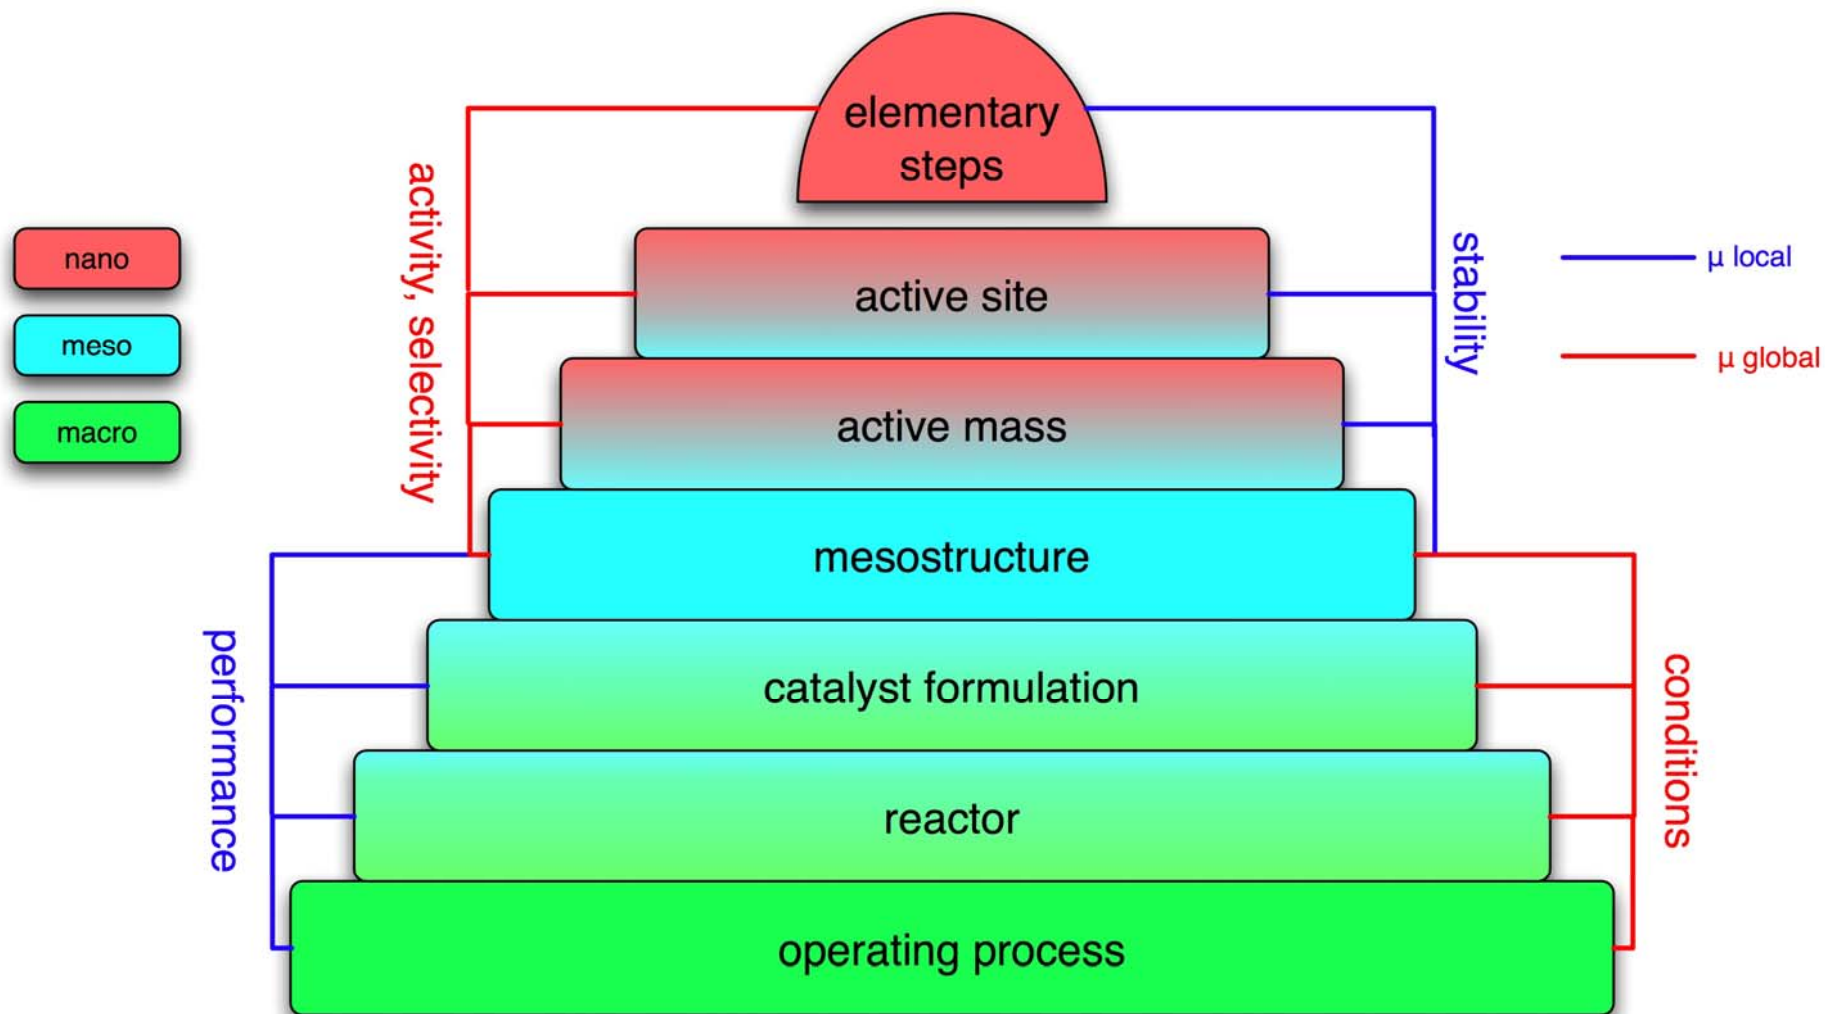 elementary
steps
active site
active mass
mesostructure
catalyst formulation
reactor
operating process
nano
meso
macro
activity, selectivity
performance
stability
conditions
μ local
μ global